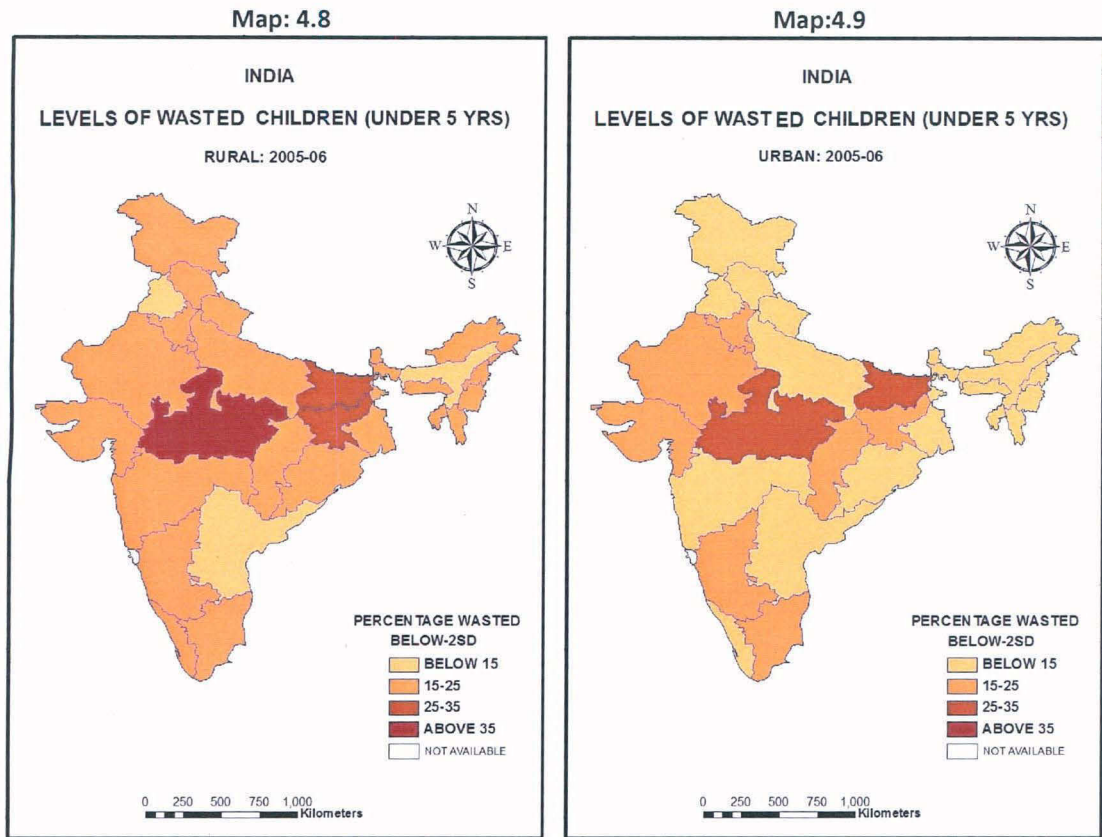 Map: 4.8
INDIA
LEVELS OF WASTED CHILDREN (UNDER 5 YRS)
RURAL: 2005-06
N
W
E
S
PERCENTAGE WASTED
BELOW-2SD
BELOW 15
15-25
25-35
ABOVE 35
NOT AVAILABLE
0 250 500 750 1,000
Kilometers
Map:4.9
INDIA
LEVELS OF WASTED CHILDREN (UNDER 5 YRS)
URBAN: 2005-06
N
W
E
S
PERCENTAGE WASTED
BELOW-2SD
BELOW 15
15-25
25-35
ABOVE 35
NOT AVAILABLE
0 250 500 750 1,000
Kilometers